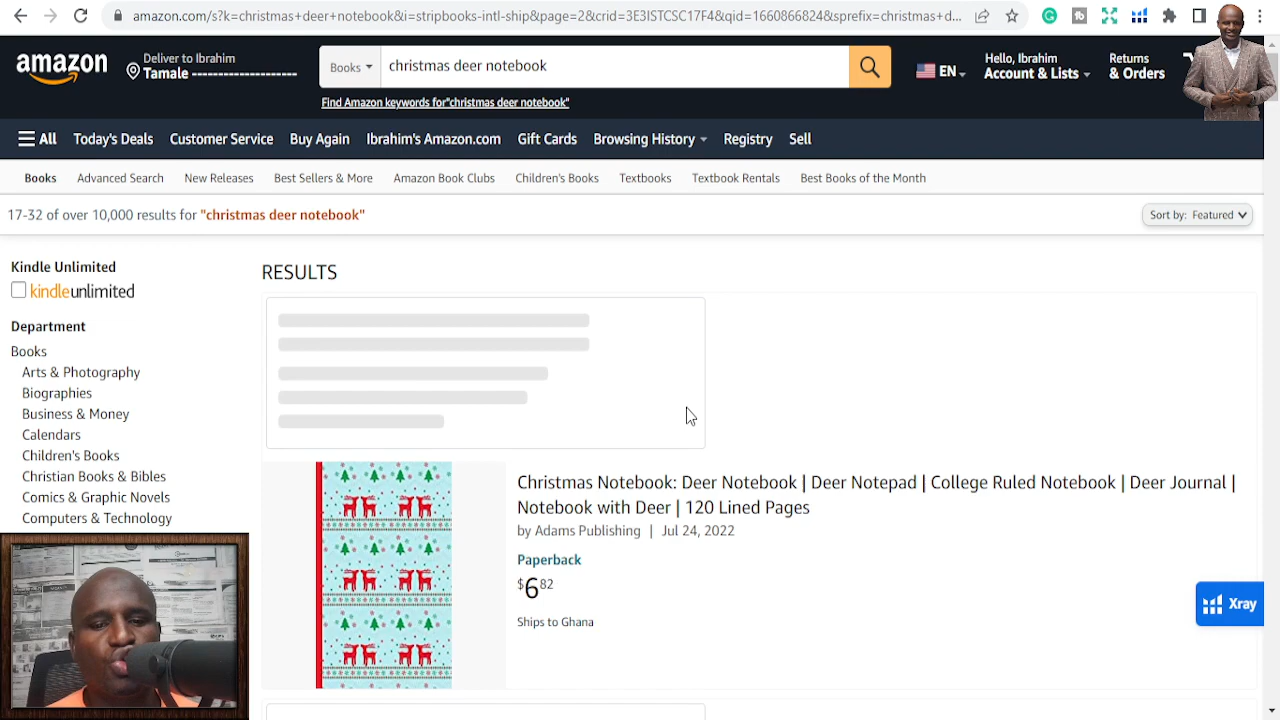 amazon.com/s?k=christmas+deer+notebook&i=stripbooks-intl-ship&page=2&crid=3E3ISTCSC17F4&qid=1660866824&sprefix=christmas+d...
amazon
Deliver to Ibrahim
Tamale ------------------
Books
christmas deer notebook
Find Amazon keywords for"christmas deer notebook"
EN
Hello, Ibrahim
Account & Lists
Returns
& Orders
All
Today's Deals
Customer Service
Buy Again
Ibrahim's Amazon.com
Gift Cards
Browsing History
Registry
Sell
Books
Advanced Search
New Releases
Best Sellers & More
Amazon Book Clubs
Children's Books
Textbooks
Textbook Rentals
Best Books of the Month
17-32 of over 10,000 results for "christmas deer notebook"
Sort by: Featured
Kindle Unlimited
kindleunlimited
Department
Books
Arts & Photography
Biographies
Business & Money
Calendars
Children's Books
Christian Books & Bibles
Comics & Graphic Novels
Computers & Technology
RESULTS
Christmas Notebook: Deer Notebook | Deer Notepad | College Ruled Notebook | Deer Journal |
Notebook with Deer | 120 Lined Pages
by Adams Publishing | Jul 24, 2022
Paperback
$6 82
Ships to Ghana
Xray